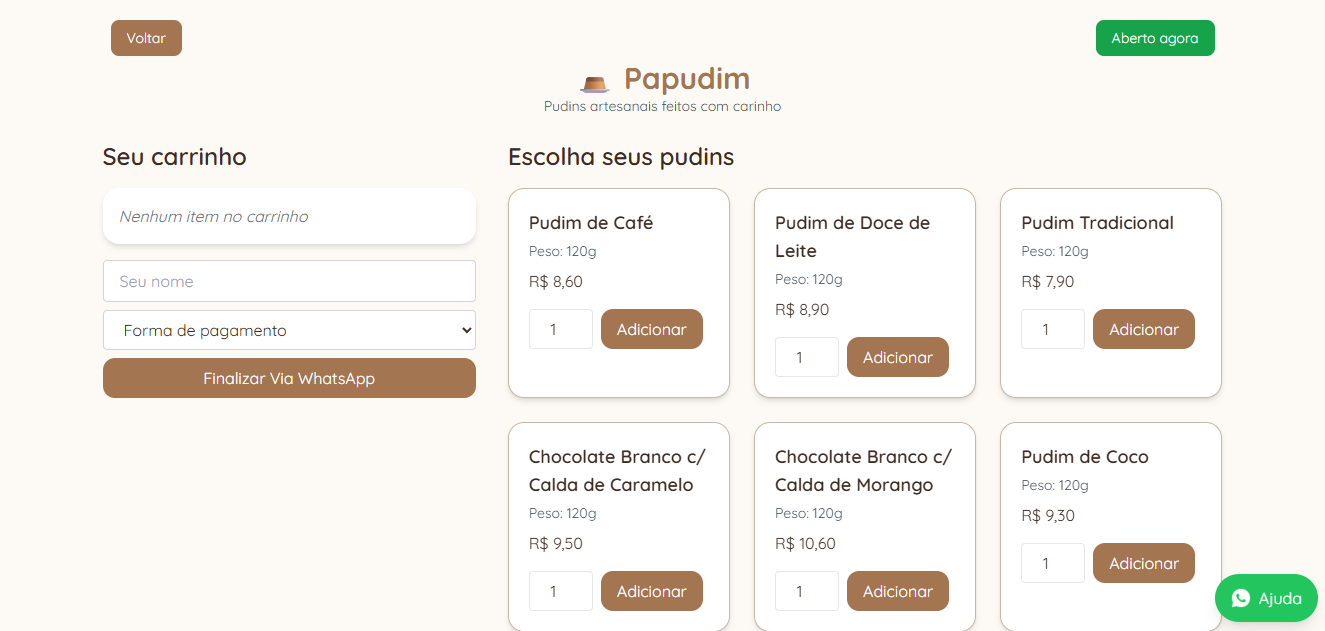 Voltar
Aberto agora
Papudim
Pudins artesanais feitos com carinho
Seu carrinho
Nenhum item no carrinho
Seu nome
Forma de pagamento
Finalizar Via WhatsApp
Escolha seus pudins
Pudim de Café
Peso: 120g
R$ 8,60
1
Adicionar
Pudim de Doce de
Leite
Peso: 120g
R$ 8,90
1
Adicionar
Pudim Tradicional
Peso: 120g
R$ 7,90
1
Adicionar
Chocolate Branco c/
Calda de Caramelo
Peso: 120g
R$ 9,50
1
Adicionar
Chocolate Branco c/
Calda de Morango
Peso: 120g
R$ 10,60
1
Adicionar
Pudim de Coco
Peso: 120g
R$ 9,30
1
Adicionar
Ajuda